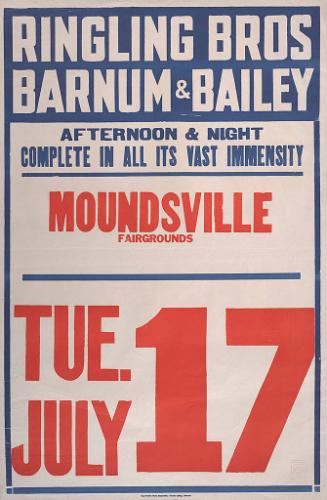 RINGLING BROS
BARNUM & BAILEY
AFTERNOON & NIGHT
COMPLETE IN ALL ITS VAST IMMENSITY
MOUNDSVILLE
FAIRGROUNDS
TUE.
JULY 17